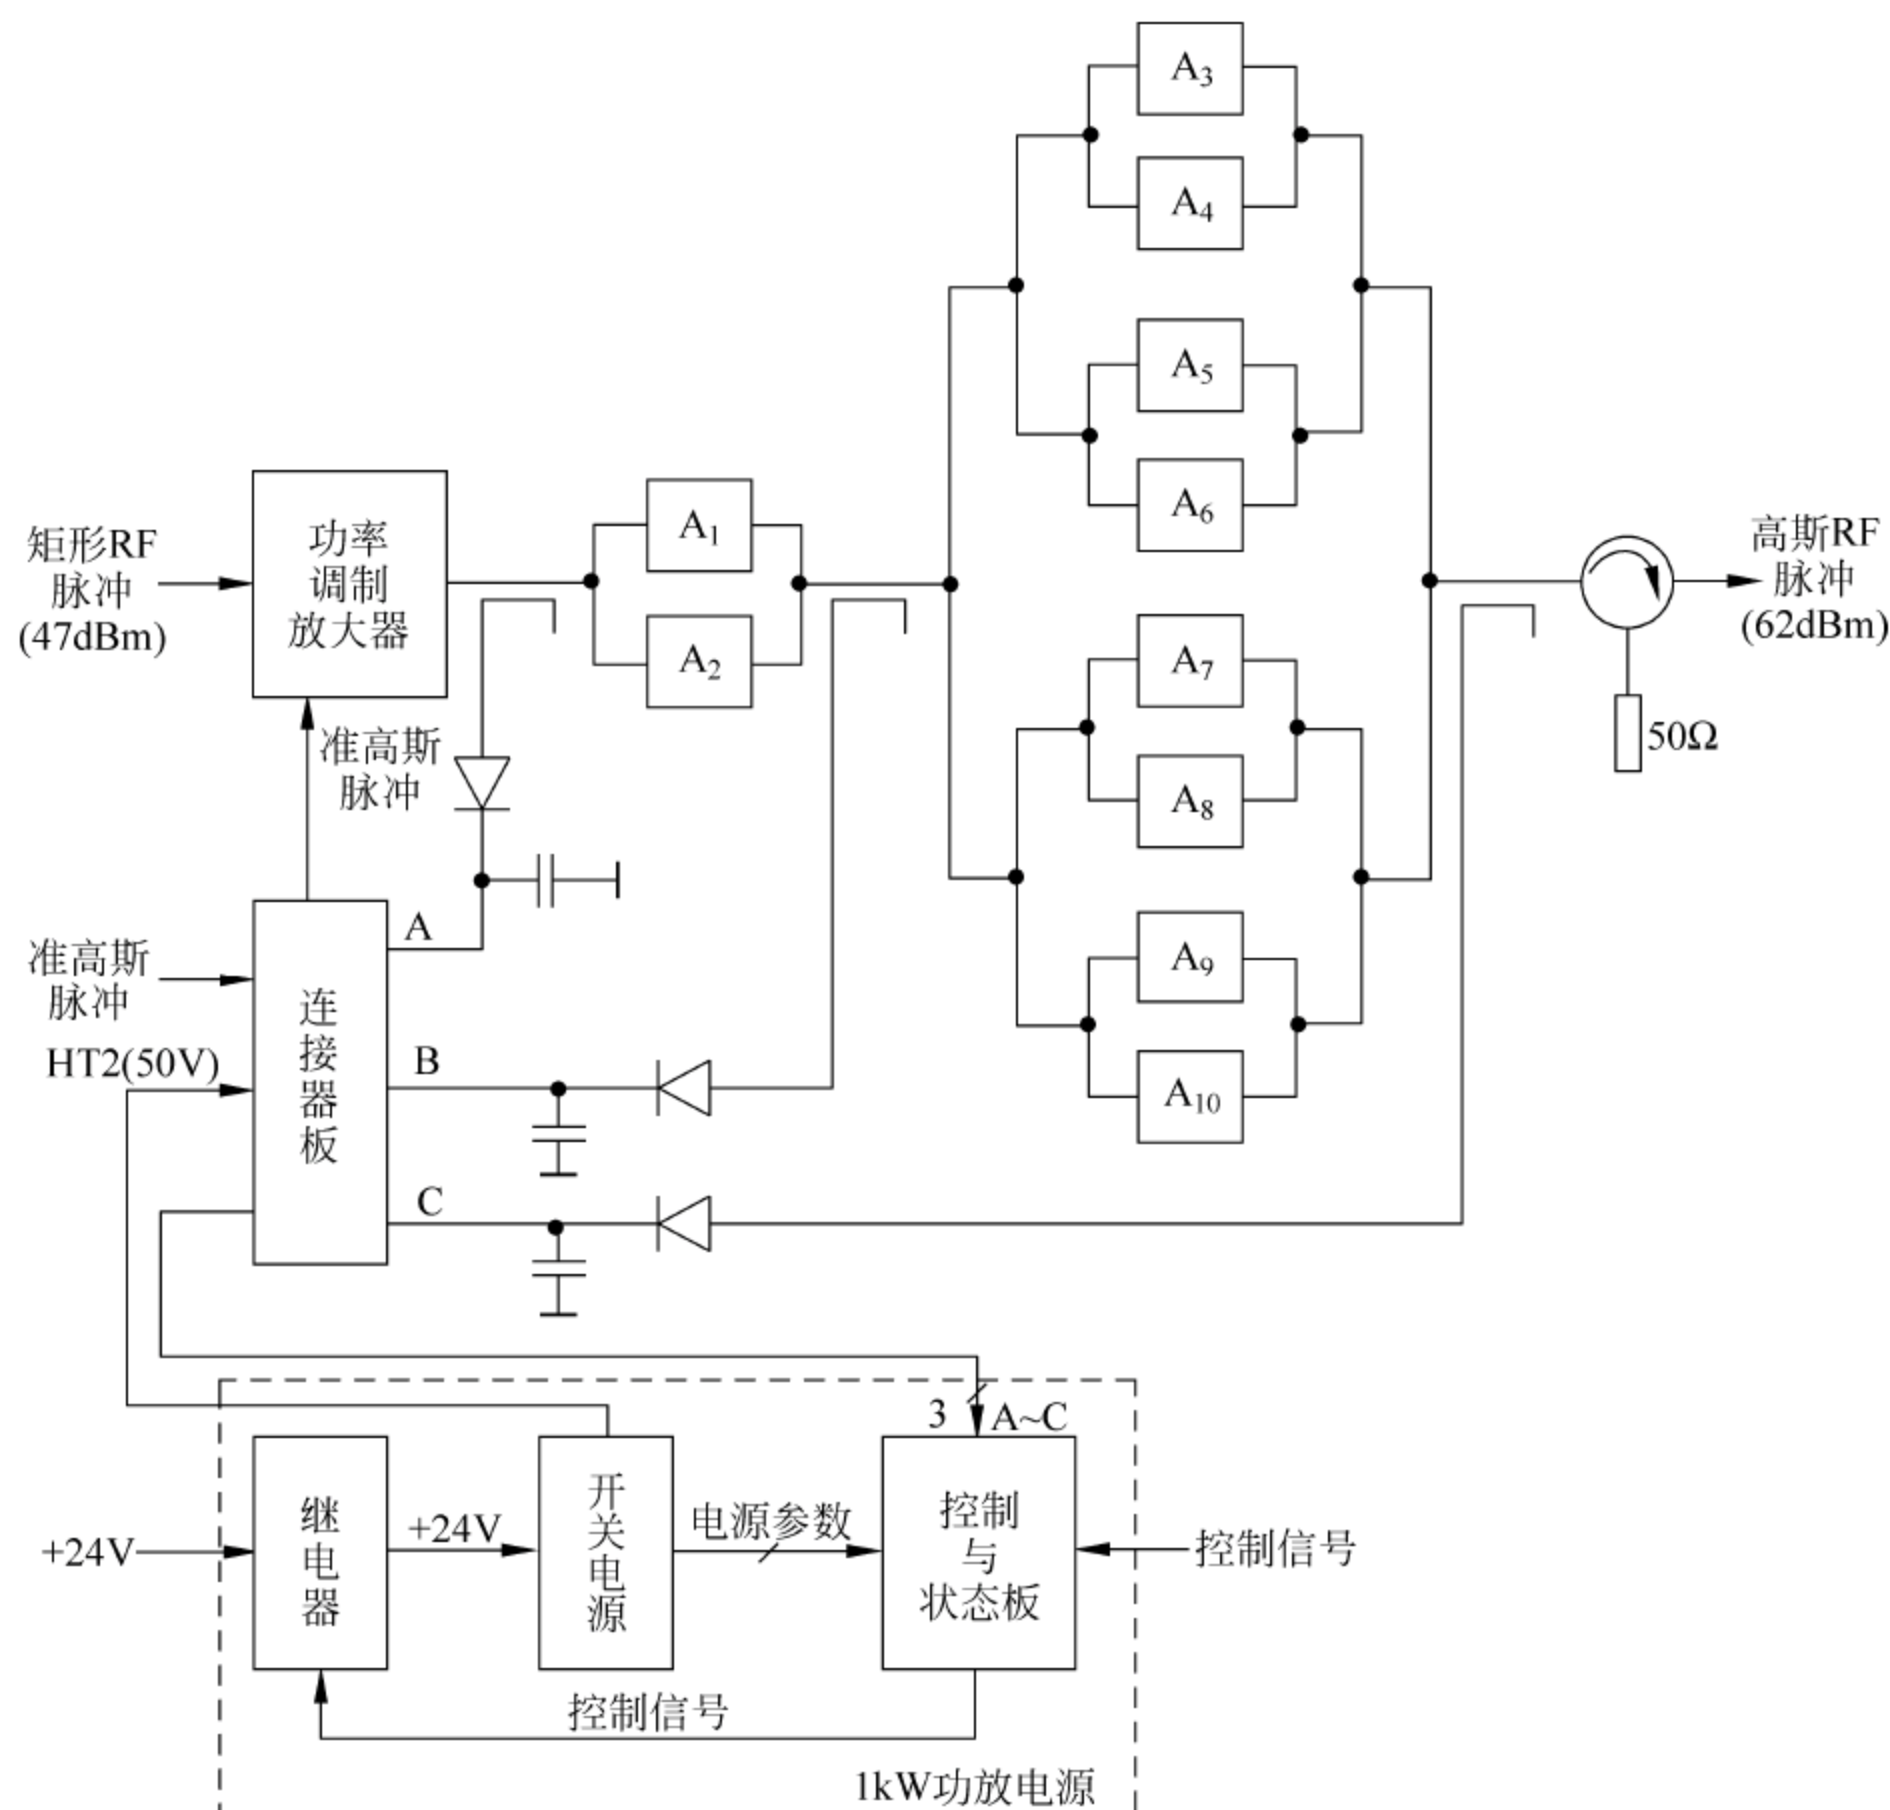 A3
A4
A5
A6
矩形RF
脉冲
(47dBm)
功率
调制
放大器
A1
A2
高斯RF
脉冲
(62dBm)
A7
A8
50Ω
准高斯
脉冲
A
A9
A10
准高斯
脉冲
HT2(50V)
连
接
器
板
B
C
3
A~C
继
电
器
+24V
+24V
开
关
电
源
电源参数
控制
与
状态板
控制信号
控制信号
1kW功放电源